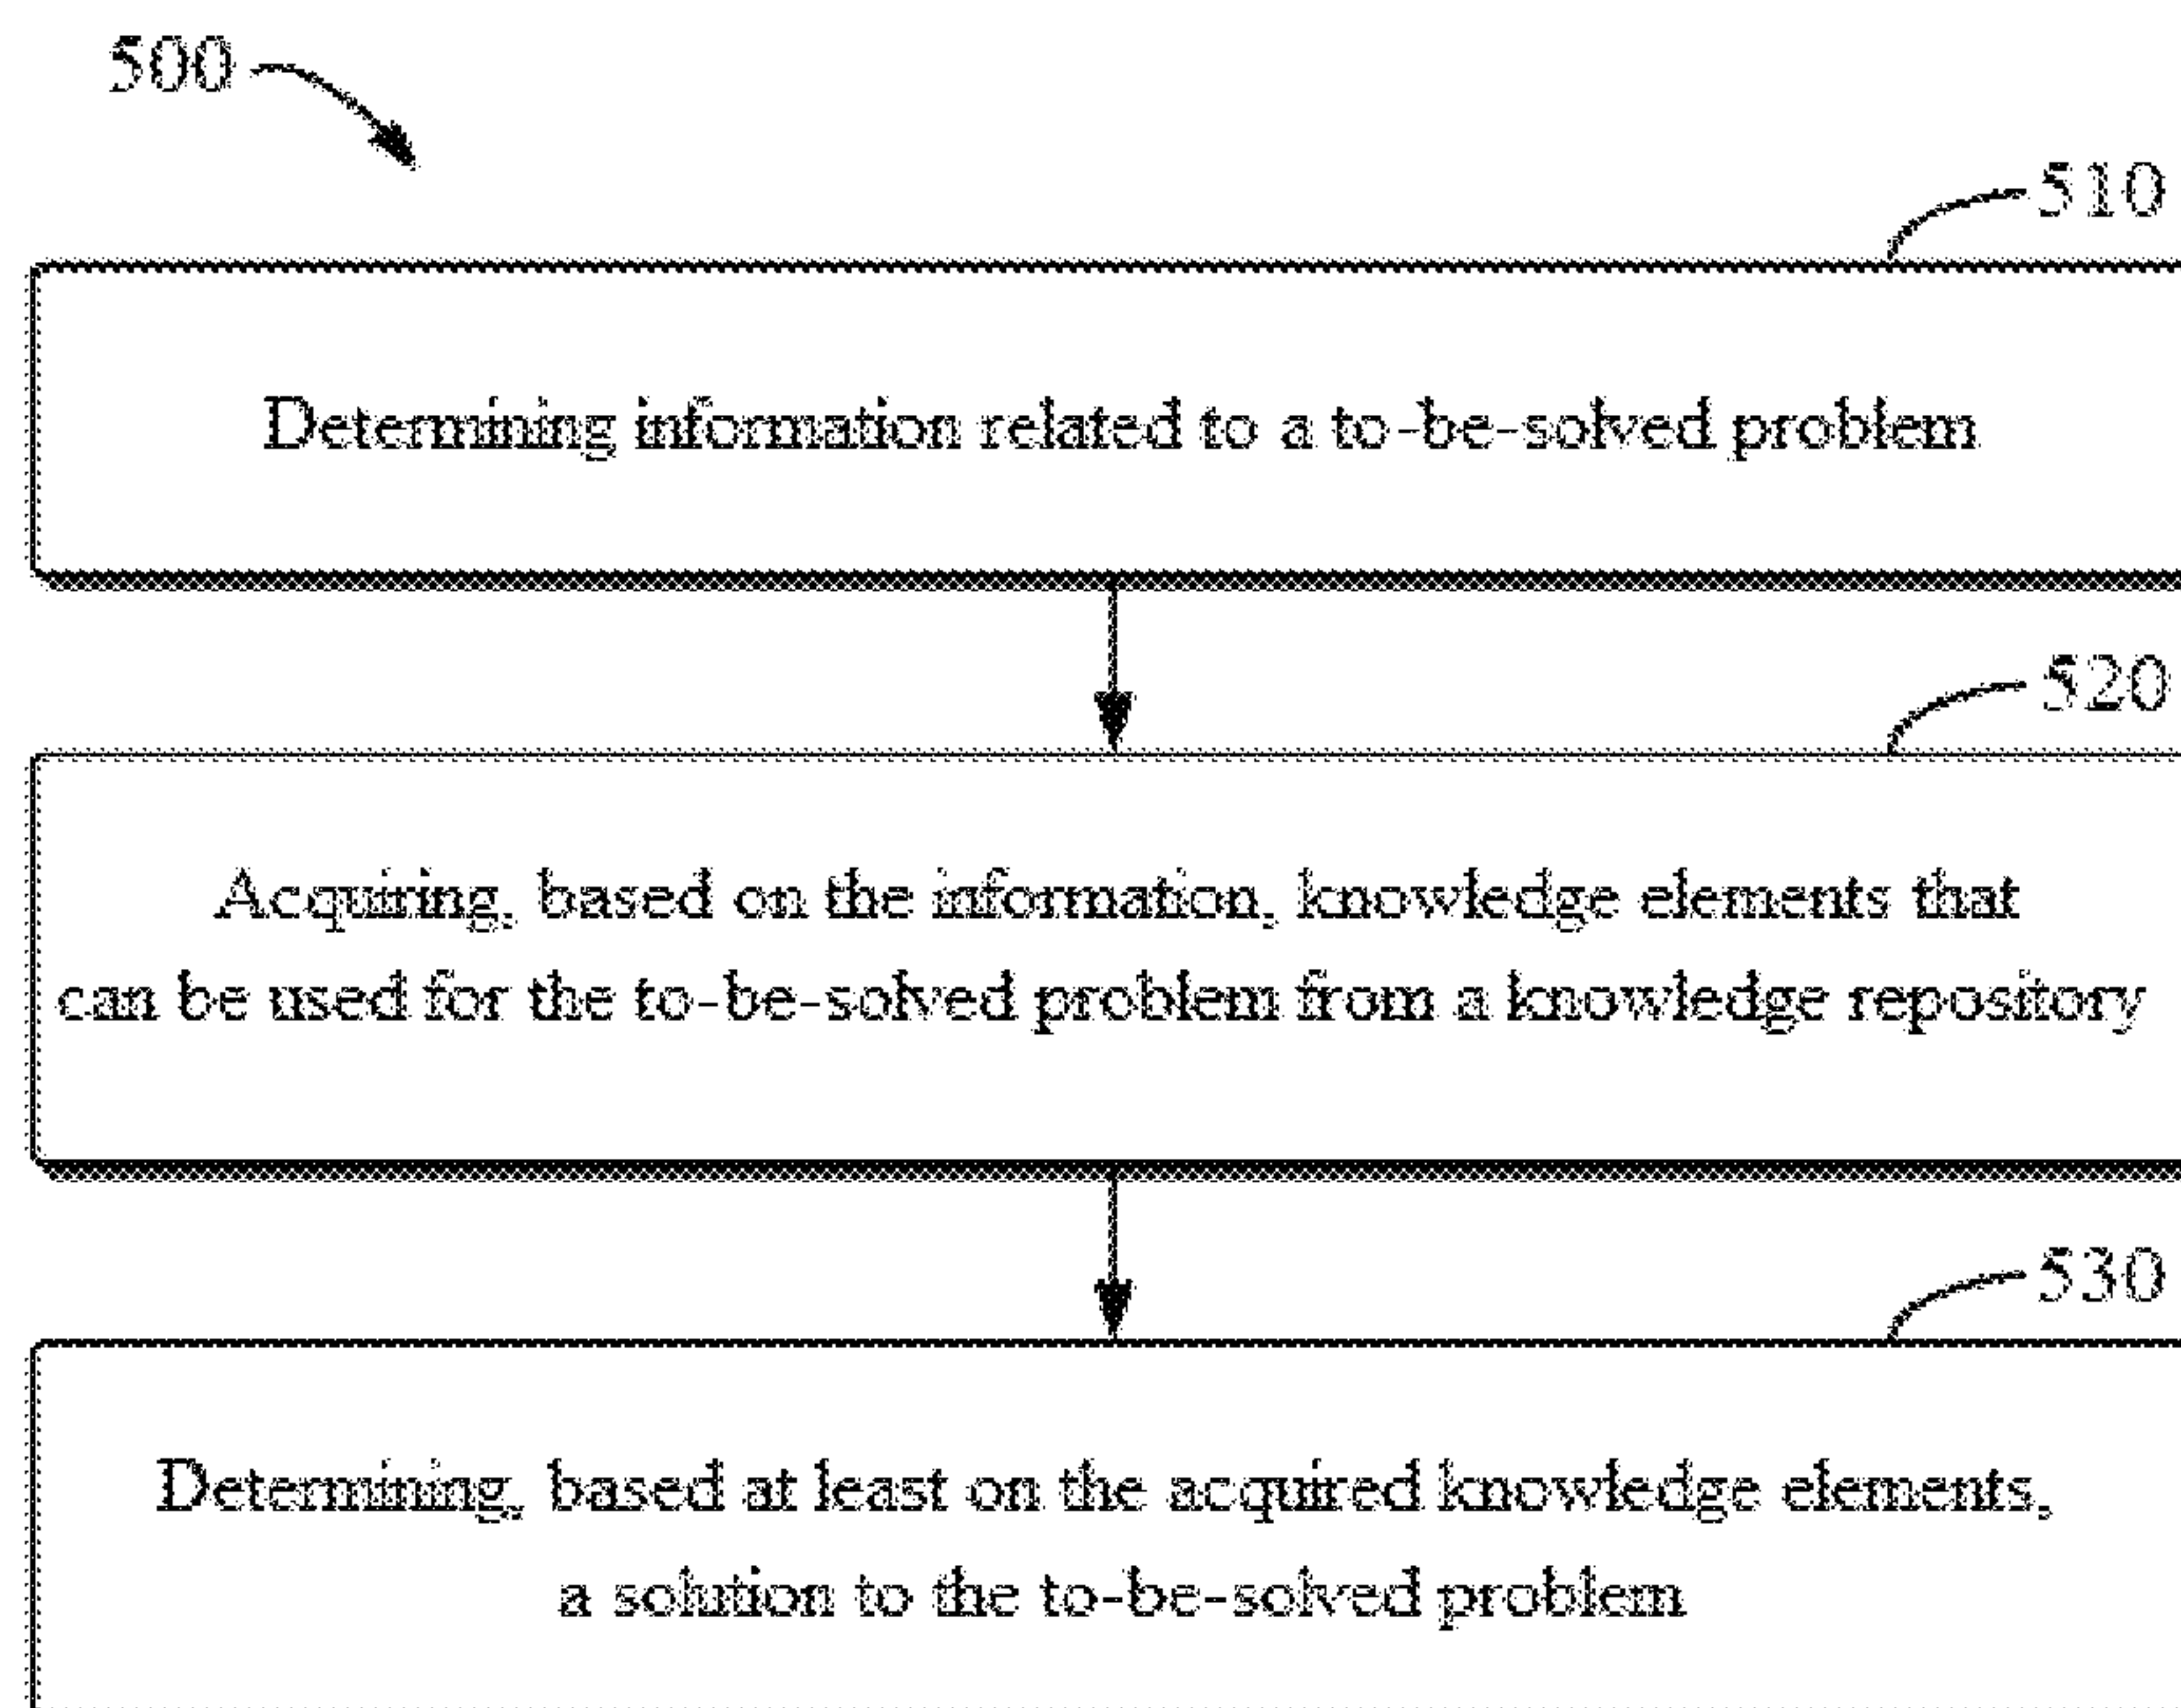 500
510
Determining information related to a to-be-solved problem
520
Acquiring, based on the information, knowledge elements that
can be used for the to-be-solved problem from a knowledge repository
530
Determining, based at least on the acquired knowledge elements,
a solution to the to-be-solved problem